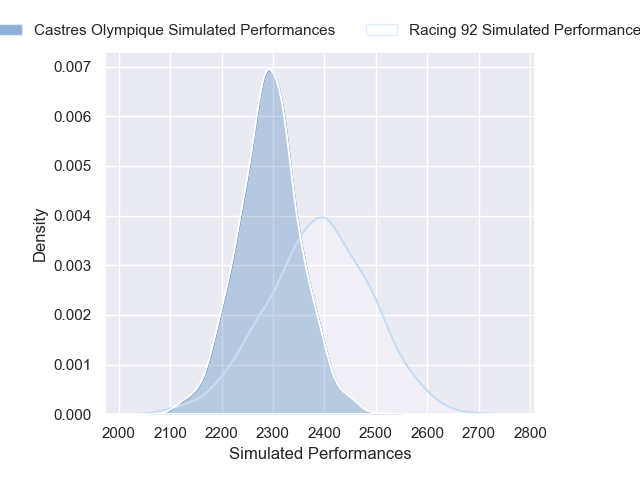 Castres Olympique Simulated Performances Racing 92 Simulated Performance
0.007
0.006
0.005
0.004
0.003
0.002
0.001
0.000
Density
2000 2100 2200 2300 2400 2500 2600 2700 2800
Simulated Performances